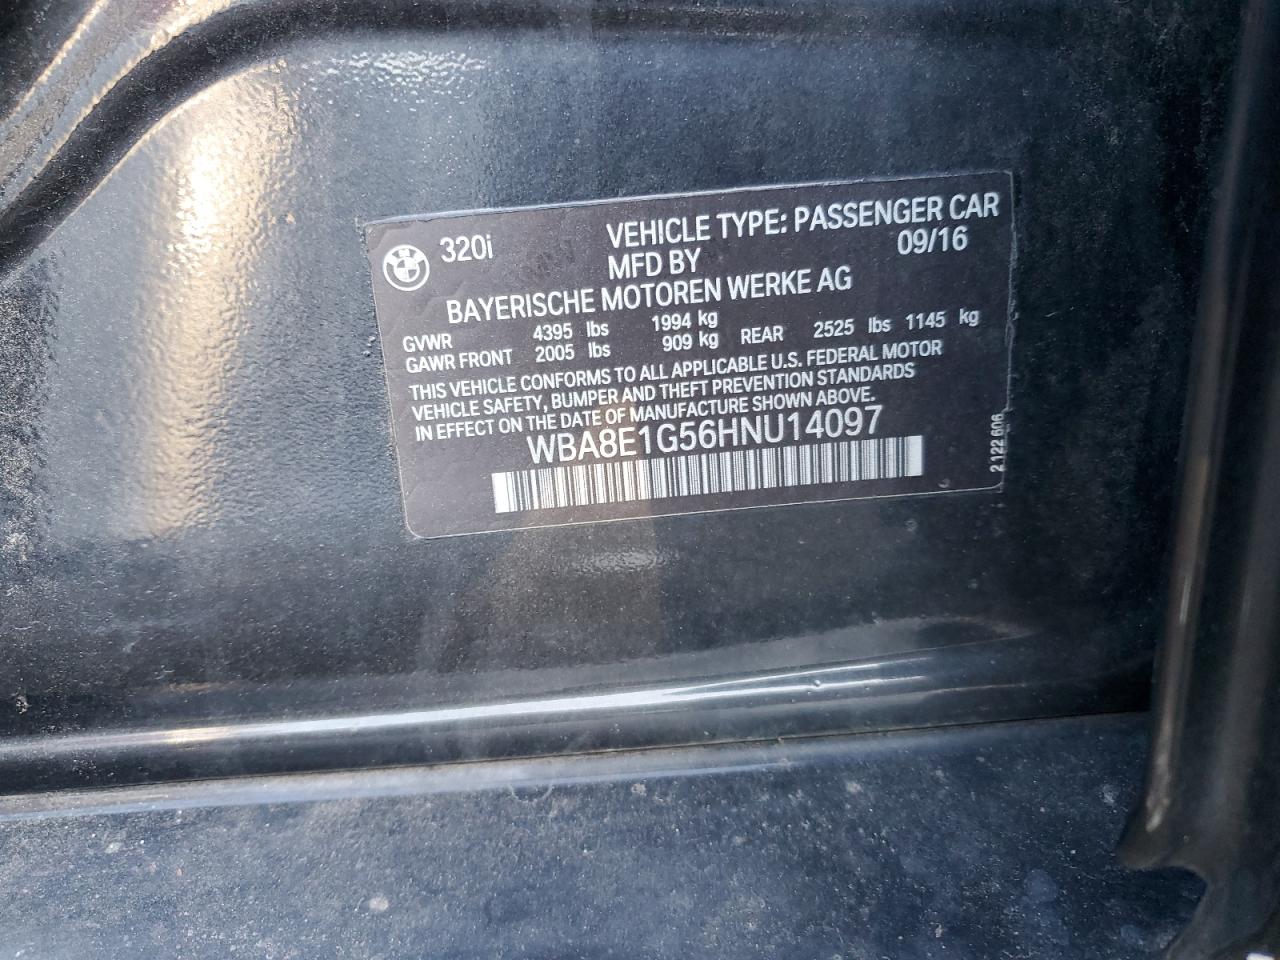 320i
VEHICLE TYPE: PASSENGER CAR
MFD BY 09/16
BAYERISCHE MOTOREN WERKE AG
GVWR 4395 lbs 1994 kg
GAWR FRONT 2005 lbs 909 kg REAR 2525 lbs 1145 kg
THIS VEHICLE CONFORMS TO ALL APPLICABLE U.S. FEDERAL MOTOR
VEHICLE SAFETY, BUMPER AND THEFT PREVENTION STANDARDS
IN EFFECT ON THE DATE OF MANUFACTURE SHOWN ABOVE.
WBA8E1G56HNU14097
2 122 606